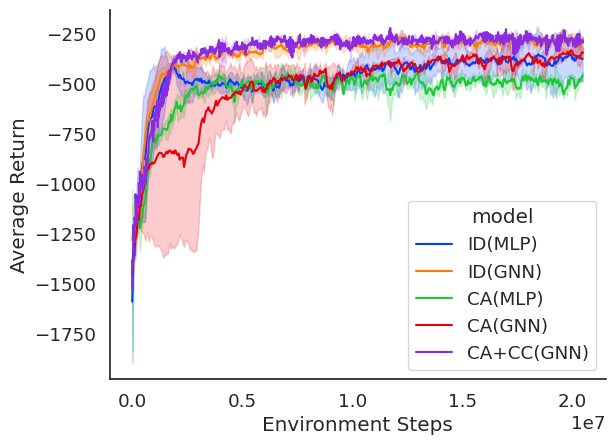 −250
−500
−750
−1000
−1250
−1500
−1750
Average Return
model
ID(MLP)
ID(GNN)
CA(MLP)
CA(GNN)
CA+CC(GNN)
0.0 0.5 1.0 1.5 2.0
1e7
Environment Steps